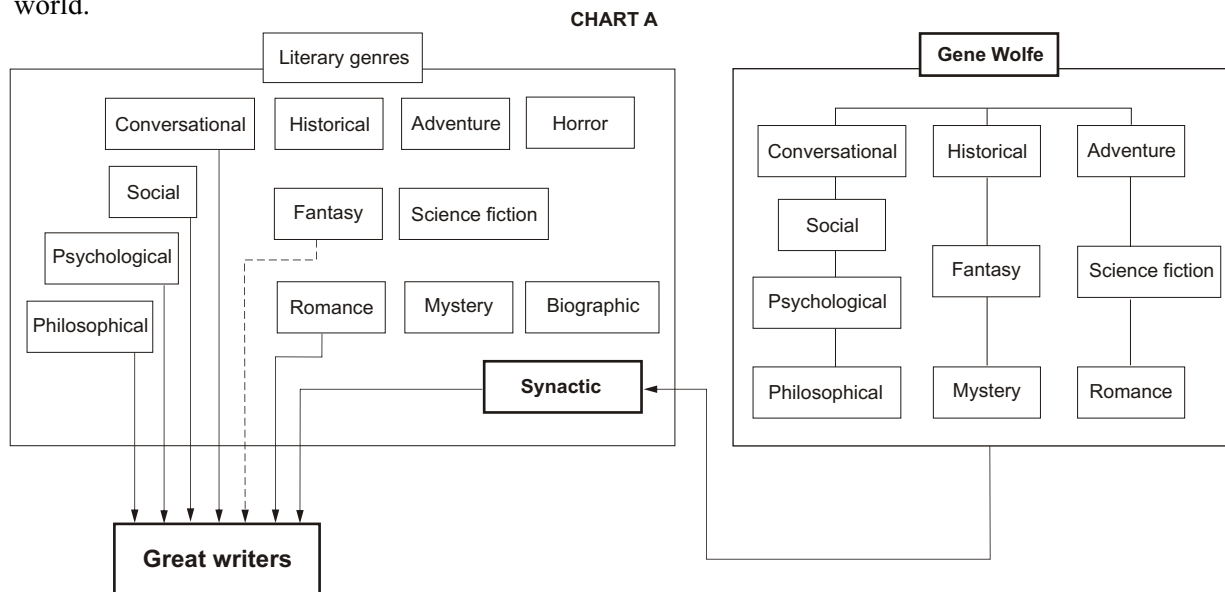 world.
CHART A
Literary genres
Conversational
Historical
Adventure
Horror
Social
Fantasy
Science fiction
Psychological
Romance
Mystery
Biographic
Philosophical
Synactic
Great writers
Gene Wolfe
Conversational
Historical
Adventure
Social
Fantasy
Science fiction
Psychological
Philosophical
Mystery
Romance